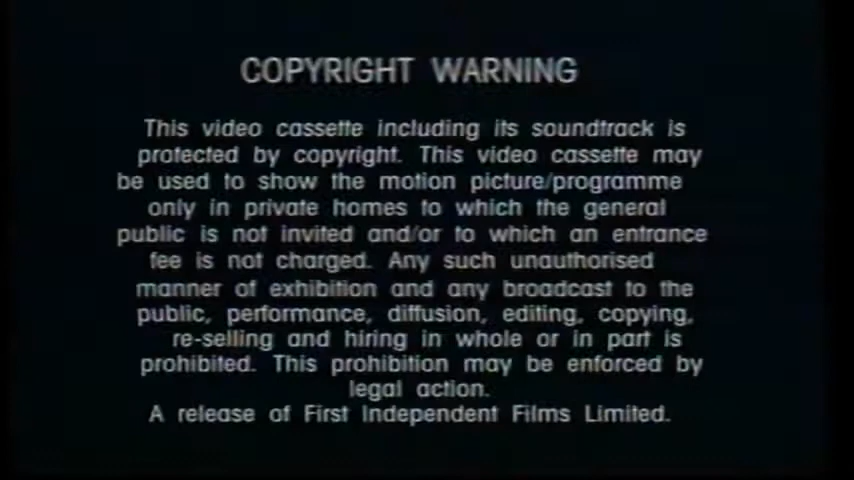 COPYRIGHT WARNING
This video cassette including its soundtrack is
protected by copyright. This video cassette may
be used to show the motion picture/programme
only in private homes to which the general
public is not invited and/or to which an entrance
fee is not charged. Any such unauthorised
manner of exhibition and any broadcast to the
public, performance, diffusion, editing, copying,
re-selling and hiring in whole or in part is
prohibited. This prohibition may be enforced by
legal action.
A release of First Independent Films Limited.